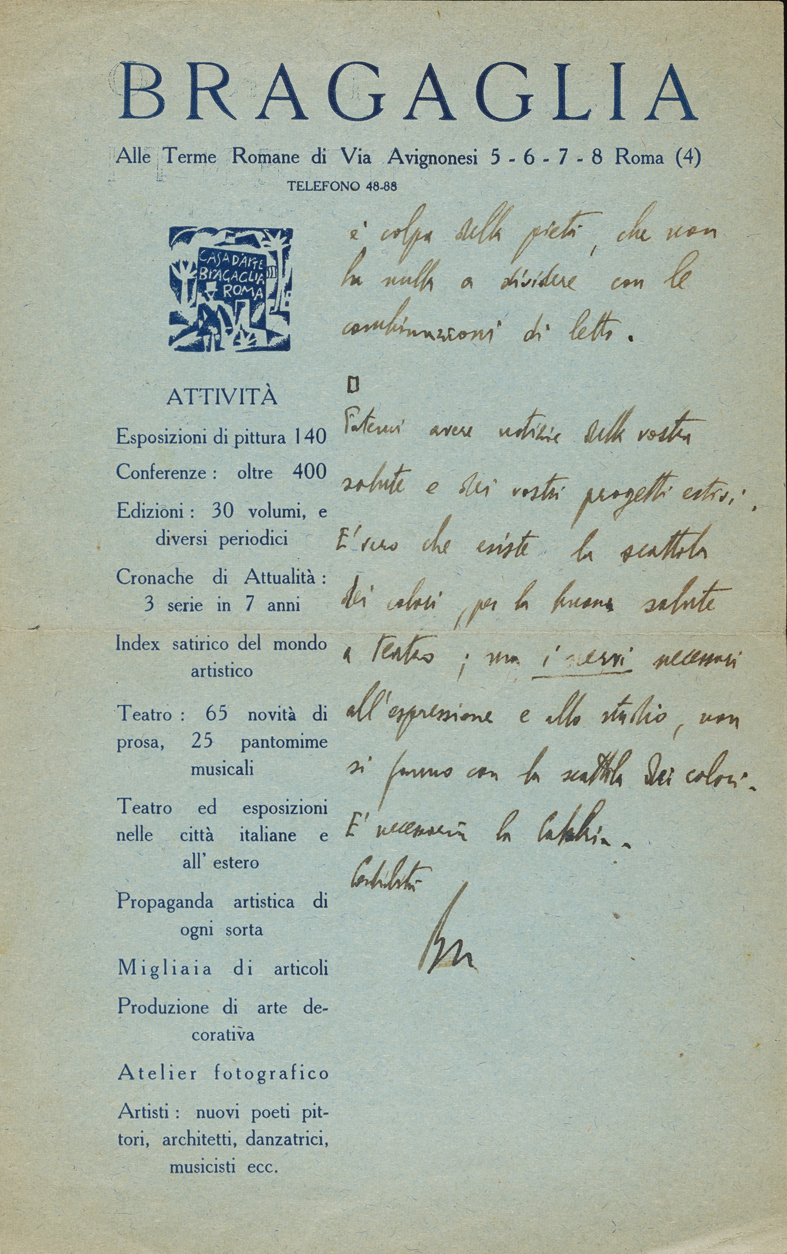 BRAGAGLIA
Alle Terme Romane di Via Avignonesi 5 - 6 - 7 - 8 Roma (4)
TELEFONO 48-88
CASA D'ARTE
BRAGAGLIA
ROMA
ATTIVITÀ
Esposizioni di pittura 140
Conferenze : oltre 400
Edizioni : 30 volumi, e
diversi periodici
Cronache di Attualità :
3 serie in 7 anni
Index satirico del mondo
artistico
Teatro : 65 novità di
prosa, 25 pantomime
musicali
Teatro ed esposizioni
nelle città italiane e
all' estero
Propaganda artistica di
ogni sorta
Migliaia di articoli
Produzione di arte de-
corativa
Atelier fotografico
Artisti : nuovi poeti pit-
tori, architetti, danzatrici,
musicisti ecc.
è colpa della pietà, che non
ha nulla a dividere con le
combinazioni di letto.
Fatemi avere notizie della vostra
salute e dei vostri progetti estivi.
E' vero che esiste la scattola
dei colori, per la buona salute
a teatro ; ma i nervi necessari
all'espressione e allo studio, non
si fanno con la scattola dei colori.
E' necessaria la